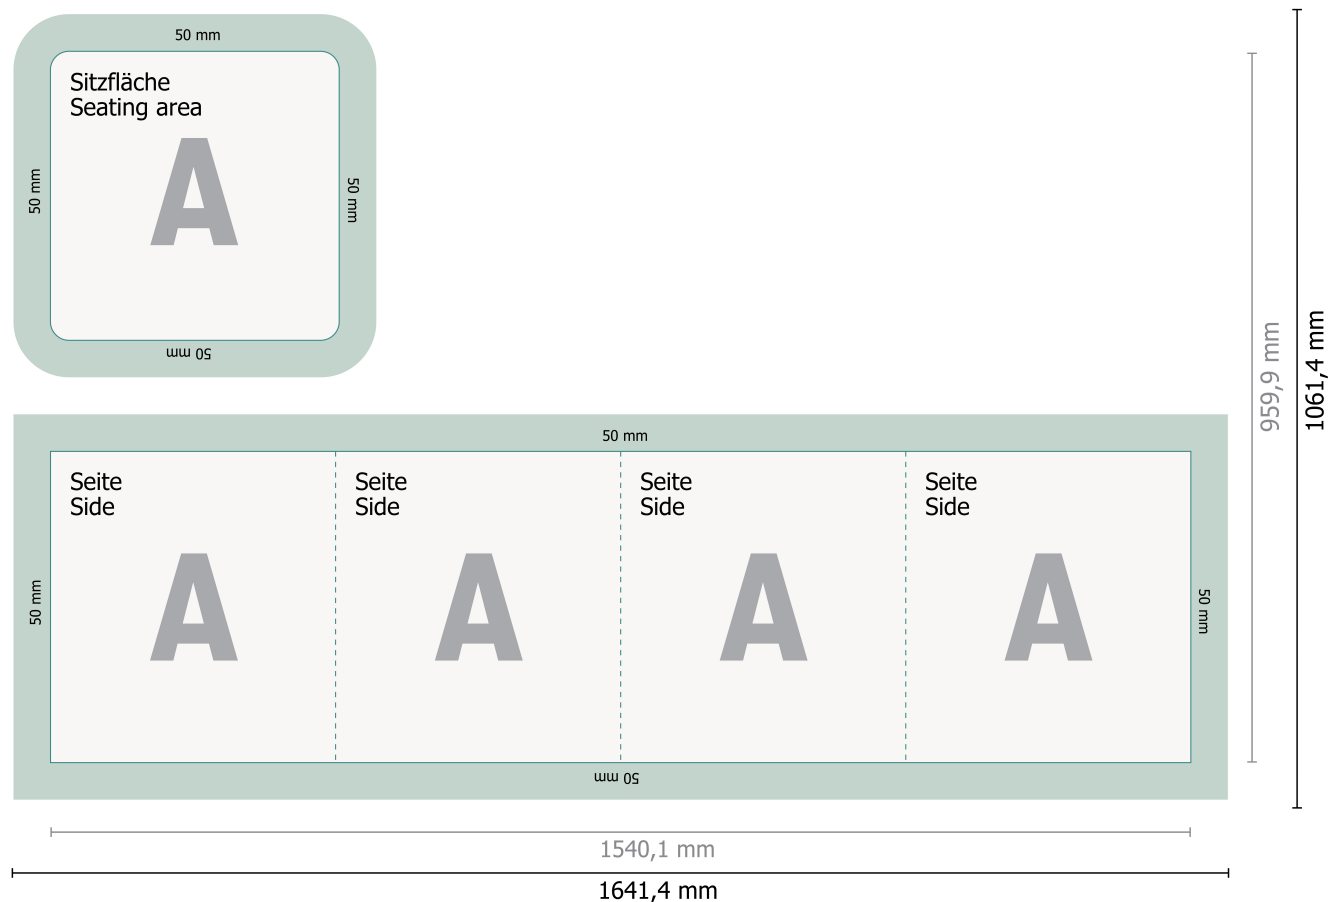 50 mm
Sitzfläche
Seating area
A
50 mm
50 mm
50 mm
959,9 mm
1061,4 mm
50 mm
Seite
Side
Seite
Side
Seite
Side
Seite
Side
A
A
A
A
50 mm
50 mm
50 mm
1540,1 mm
1641,4 mm